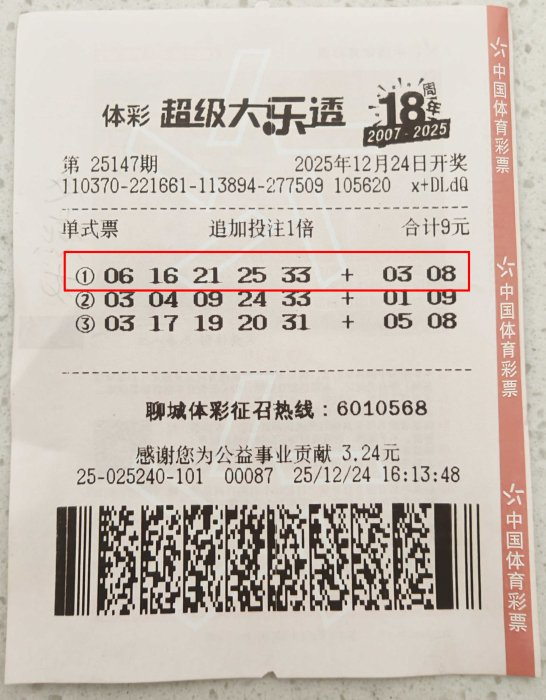 体彩 超级大乐透 18周年
2007-2025
第 25147期 2025年12月24日开奖
110370-221661-113894-277509 105620 x+DLdQ
单式票 追加投注1倍 合计9元
① 06 16 21 25 33 + 03 08
② 03 04 09 24 33 + 01 09
③ 03 17 19 20 31 + 05 08
聊城体彩征召热线：6010568
感谢您为公益事业贡献 3.24元
25-025240-101 00087 25/12/24 16:13:48
中国体育彩票
中国体育彩票
中国体育彩票